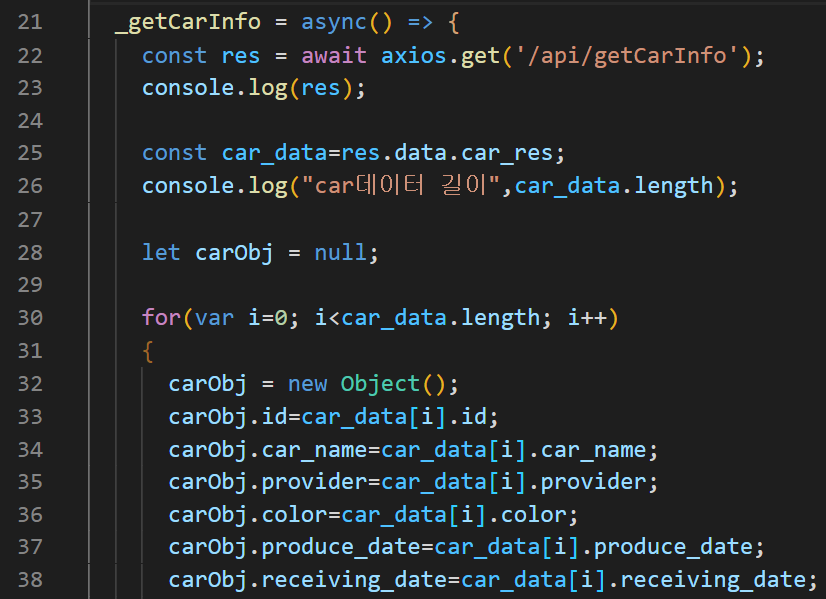 21 _getCarInfo = async() => {
22 const res = await axios.get('/api/getCarInfo');
23 console.log(res);
24
25 const car_data=res.data.car_res;
26 console.log("car데이터 길이",car_data.length);
27
28 let carObj = null;
29
30 for(var i=0; i<car_data.length; i++)
31 {
32 carObj = new Object();
33 carObj.id=car_data[i].id;
34 carObj.car_name=car_data[i].car_name;
35 carObj.provider=car_data[i].provider;
36 carObj.color=car_data[i].color;
37 carObj.produce_date=car_data[i].produce_date;
38 carObj.receiving_date=car_data[i].receiving_date;